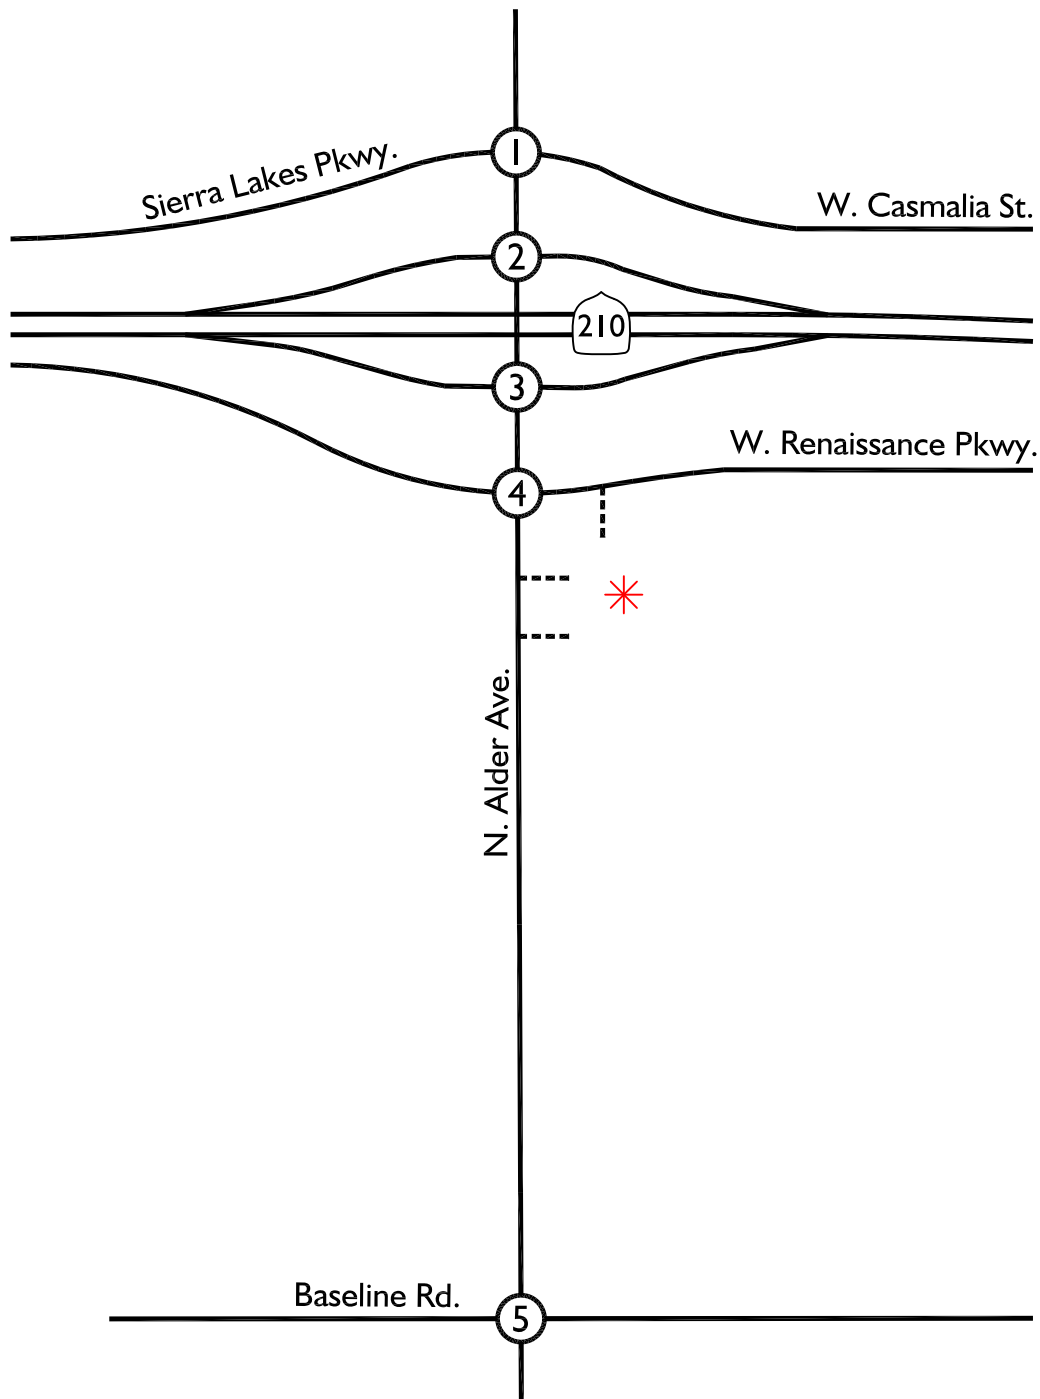 1
Sierra Lakes Pkwy.
W. Casmalia St.
2
210
3
W. Renaissance Pkwy.
4
N. Alder Ave.
Baseline Rd.
5